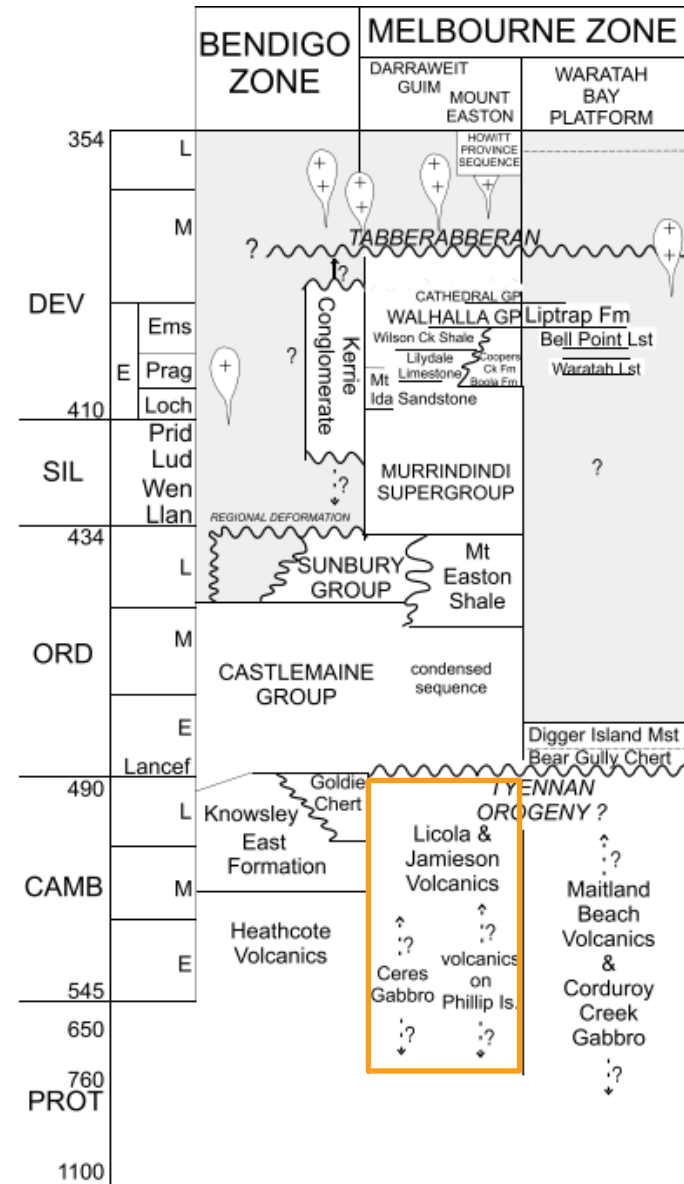 BENDIGO
ZONE
MELBOURNE ZONE
DARRAWEIT
GUIM
MOUNT
EASTON
WARATAH
BAY
PLATFORM
354
L
HOWITT
PROVINCE
SEQUENCE
M
TABBERABBERAN
?
?
DEV
CATHEDRAL GP
WALHALLA GP
Liptrap Fm
Ems
Wilson Ck Shale
Bell Point Lst
Kerrie
Conglomerate
?
E
Prag
Lilydale
Limestone
Coopers
Ck Fm
Boola Fm
Waratah Lst
Mt
Ida Sandstone
Loch
410
Prid
SIL
Lud
Wen
Llan
?
MURRINDINDI
SUPERGROUP
?
REGIONAL DEFORMATION
434
L
SUNBURY
GROUP
Mt
Easton
Shale
ORD
M
CASTLEMAINE
GROUP
condensed
sequence
E
Lancef
Digger Island Mst
Bear Gully Chert
490
Goldie
Chert
TYENNAN
OROGENY ?
L
Knowsley
East
Formation
Licola &
Jamieson
Volcanics
?
CAMB
M
Maitland
Beach
Volcanics
&
Corduroy
Creek
Gabbro
Heathcote
Volcanics
?
?
E
Ceres
Gabbro
volcanics
on
Phillip Is.
545
650
?
?
760
?
PROT
1100